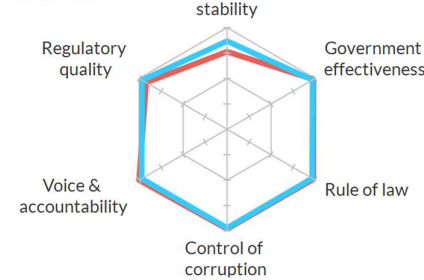 stability
Regulatory
quality
Government
effectiveness
Voice &
accountability
Rule of law
Control of
corruption